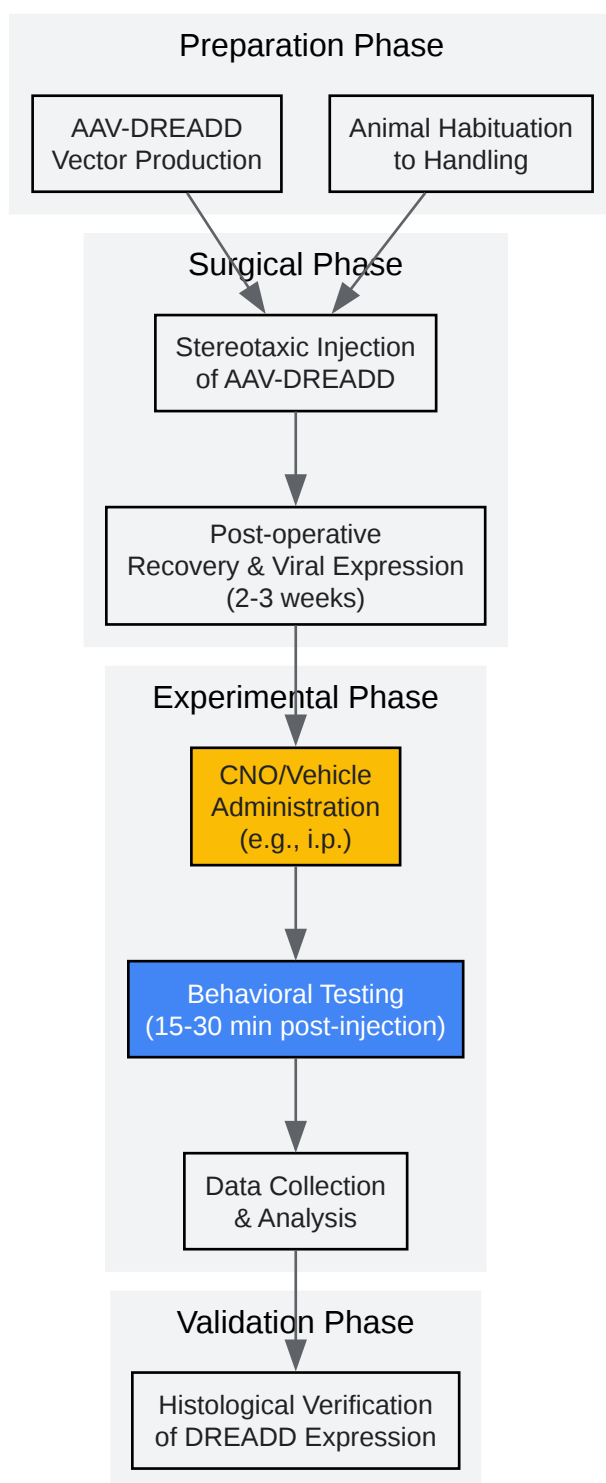 Preparation Phase
AAV-DREADD
Vector Production
Animal Habituation
to Handling
Surgical Phase
Stereotaxic Injection
of AAV-DREADD
Post-operative
Recovery & Viral Expression
(2-3 weeks)
Experimental Phase
CNO/Vehicle
Administration
(e.g., i.p.)
Behavioral Testing
(15-30 min post-injection)
Data Collection
& Analysis
Validation Phase
Histological Verification
of DREADD Expression